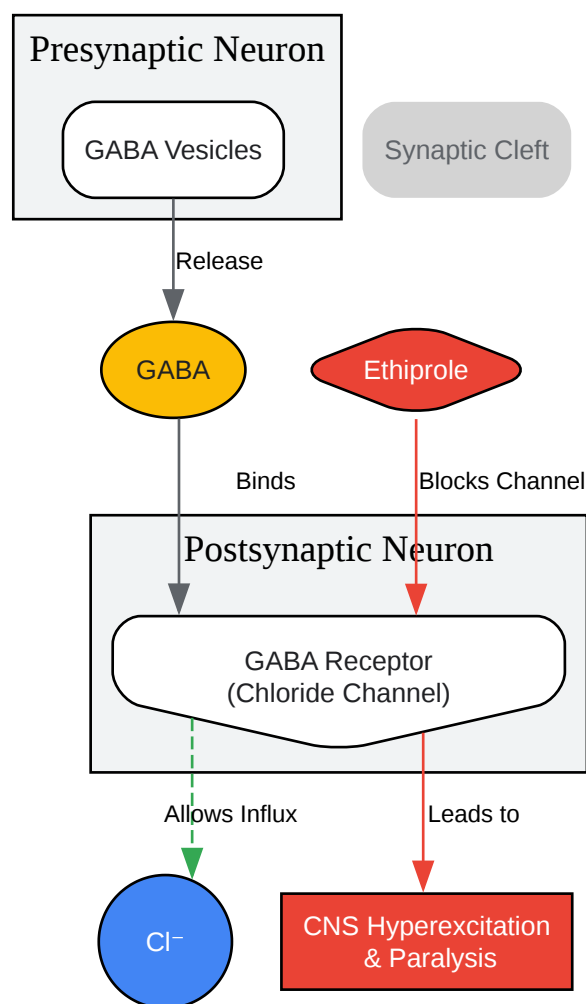 Presynaptic Neuron
GABA Vesicles
Synaptic Cleft
Release
GABA
Ethiprole
Binds
Blocks Channel
Postsynaptic Neuron
GABA Receptor
(Chloride Channel)
Allows Influx
Leads to
Cl⁻
CNS Hyperexcitation
& Paralysis